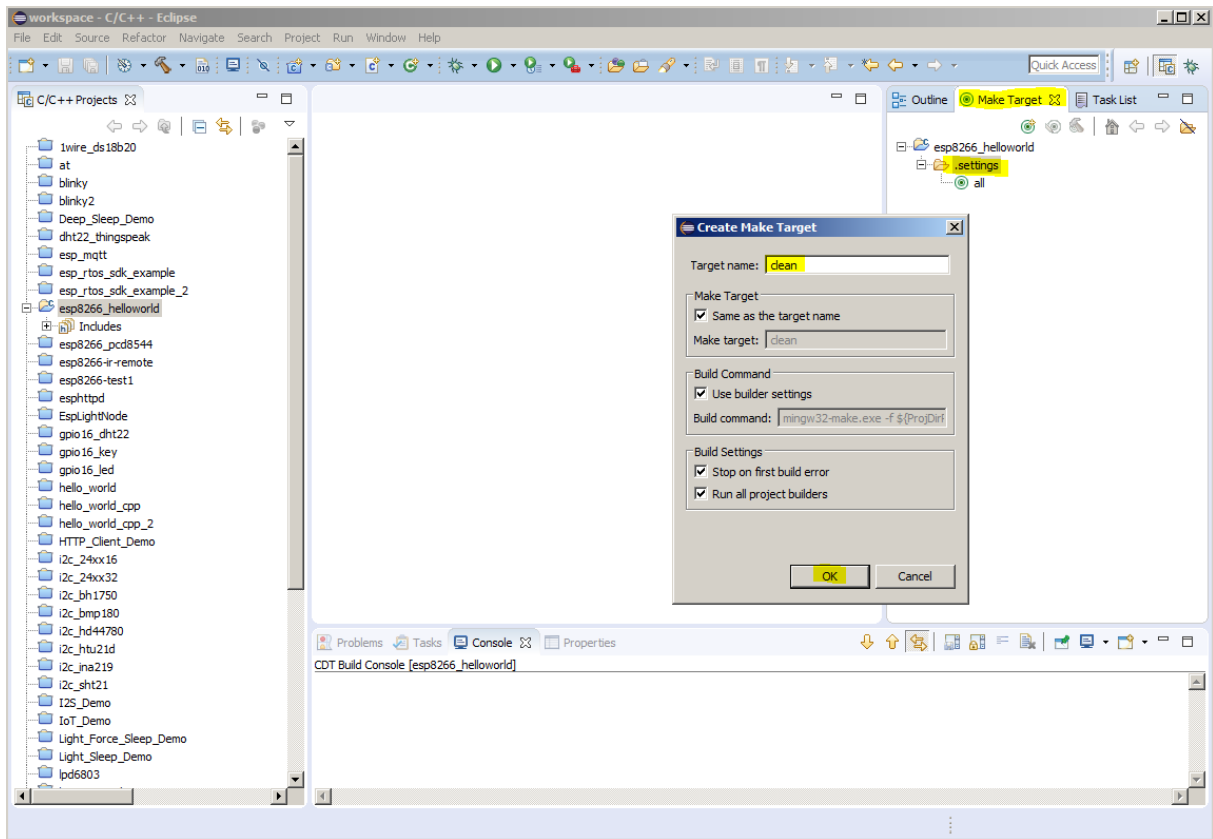 workspace - C/C++ - Eclipse
File Edit Source Refactor Navigate Search Project Run Window Help
Quick Access
C/C++ Projects
1wire_ds18b20
at
blinky
blinky2
Deep_Sleep_Demo
dht22_thingspeak
esp_mqtt
esp_rtos_sdk_example
esp_rtos_sdk_example_2
esp8266_helloworld
Includes
esp8266_pcd8544
esp8266-ir-remote
esp8266-test1
esphttpd
EspLightNode
gpio16_dht22
gpio16_key
gpio16_led
hello_world
hello_world_cpp
hello_world_cpp_2
HTTP_Client_Demo
i2c_24xx16
i2c_24xx32
i2c_bh1750
i2c_bmp180
i2c_hd44780
i2c_htu21d
i2c_ina219
i2c_sht21
I2S_Demo
IoT_Demo
Light_Force_Sleep_Demo
Light_Sleep_Demo
lpd6803
Outline Make Target Task List
esp8266_helloworld
.settings
all
Create Make Target
Target name: clean
Make Target
Same as the target name
Make target: clean
Build Command
Use builder settings
Build command: mingw32-make.exe -f ${ProjDirF
Build Settings
Stop on first build error
Run all project builders
OK Cancel
Problems Tasks Console Properties
CDT Build Console [esp8266_helloworld]